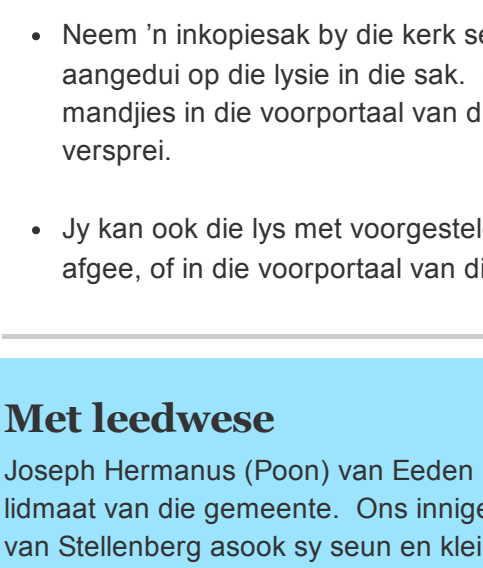 • Neem ’n inkopiesak by die kerk se
aangedui op die lysie in die sak.
mandjies in die voorportaal van d
versprei.
• Jy kan ook die lys met voorgestel
afgee, of in die voorportaal van di
Met leedwese
Joseph Hermanus (Poon) van Eeden
lidmaat van die gemeente. Ons innige
van Stellenberg asook sy seun en klei